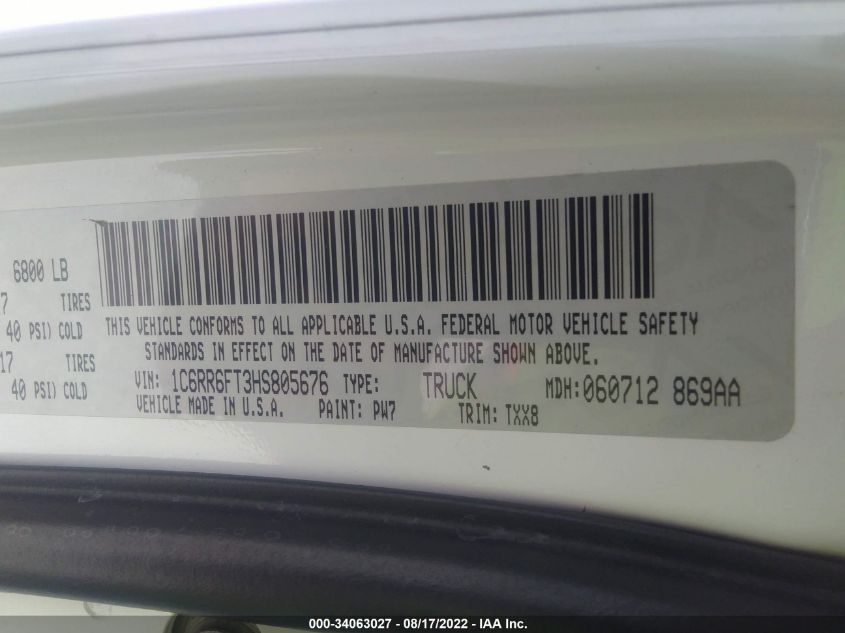 6800 LB
7 TIRES
40 PSI) COLD
17 TIRES
40 PSI) COLD
THIS VEHICLE CONFORMS TO ALL APPLICABLE U.S.A. FEDERAL MOTOR VEHICLE SAFETY
STANDARDS IN EFFECT ON THE DATE OF MANUFACTURE SHOWN ABOVE.
VIN: 1C6RR6FT3HS805676 TYPE: TRUCK MDH:060712 869AA
VEHICLE MADE IN U.S.A. PAINT: PW7 TRIM: TXX8
000-34063027 - 08/17/2022 - IAA Inc.